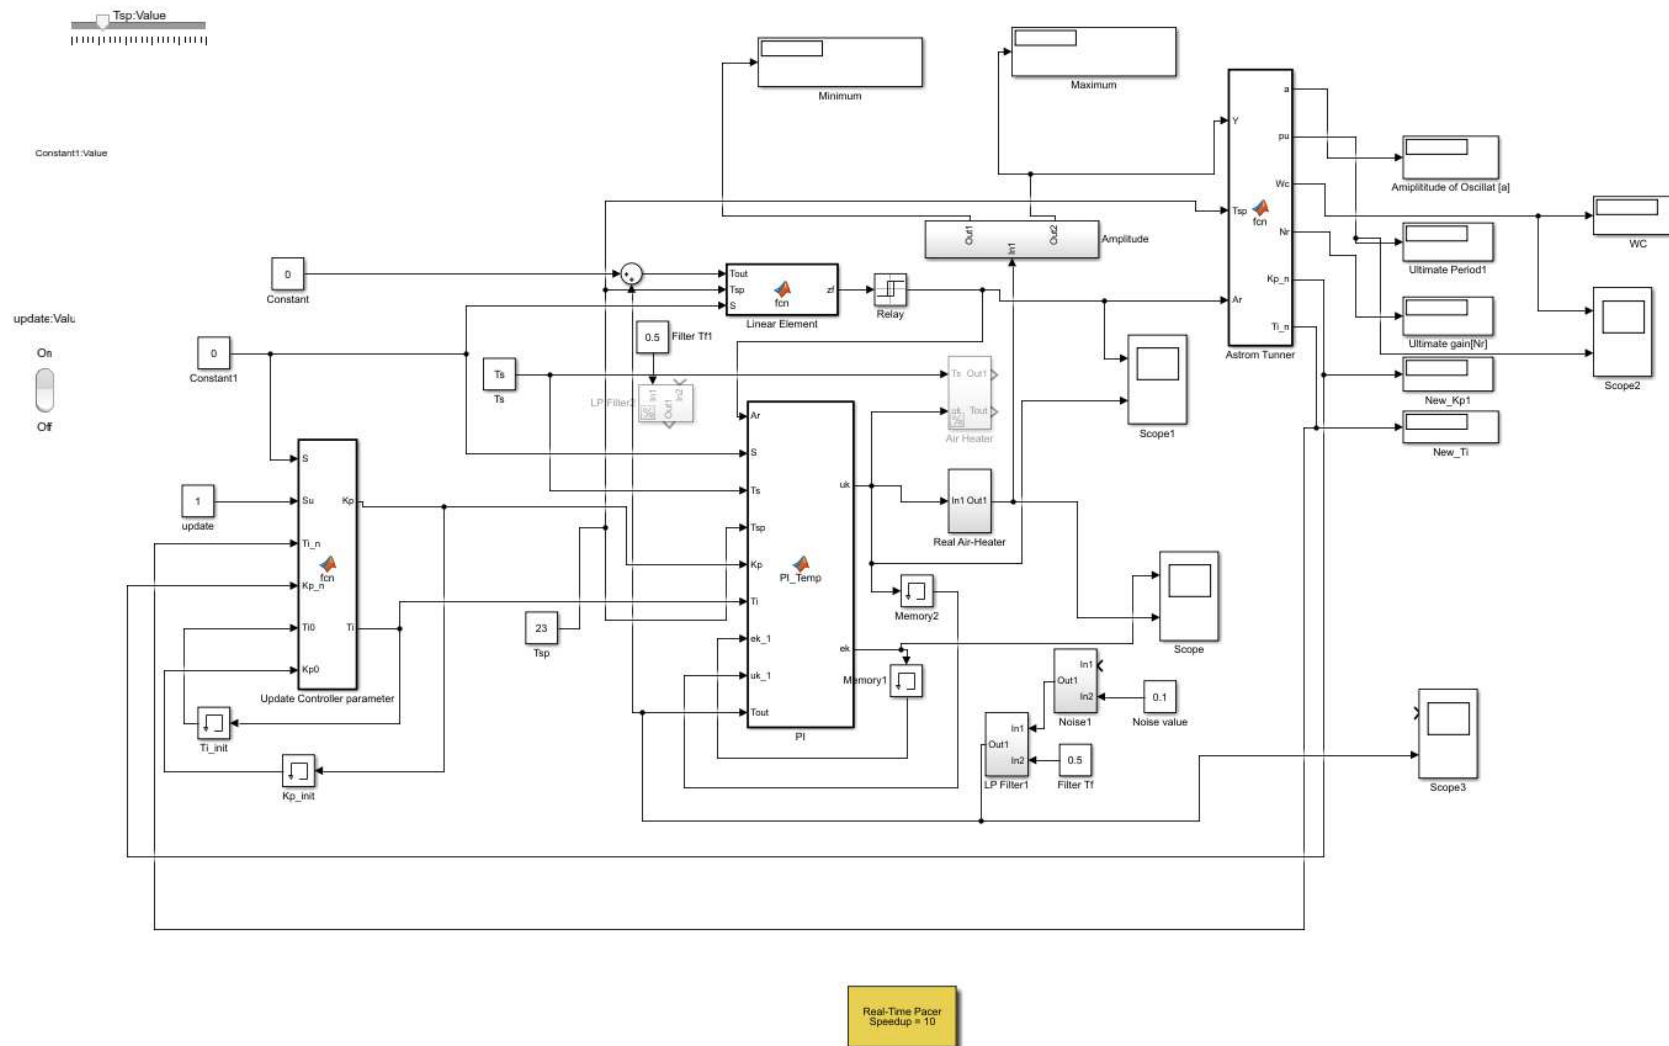 Tsp:Value
Constant1:Value
update:Valu
On
Off
Minimum
Maximum
a
pu
Wc
Nr
Kp_n
Ti_n
Y
Tsp
Ar
fcn
Astrom Tunner
Amiplititude of Oscillat [a]
WC
Ultimate Period1
Ultimate gain[Nr]
Scope2
New_Kp1
New_Ti
Out1
In1
Out2
Amplitude
0
Constant
Tout
Tsp
S
fcn
zf
Linear Element
Relay
0.5
Filter Tf1
0
Constant1
Ts
Ts
LP Filter2
In1
In2
Out1
Ts
Out1
uk
Tout
Air Heater
Scope1
S
Su
Ti_n
Kp_n
Ti0
Kp0
Kp
Ti
fcn
Update Controller parameter
1
update
Ar
S
Ts
Tsp
Kp
Ti
ek_1
uk_1
Tout
uk
ek
PI_Temp
PI
In1 Out1
Real Air-Heater
Memory2
Memory1
Scope
23
Tsp
Ti_init
Kp_init
In1
Out1
In2
Noise1
0.1
Noise value
In1
Out1
In2
LP Filter1
0.5
Filter Tf
Scope3
Real-Time Pacer
Speedup = 10